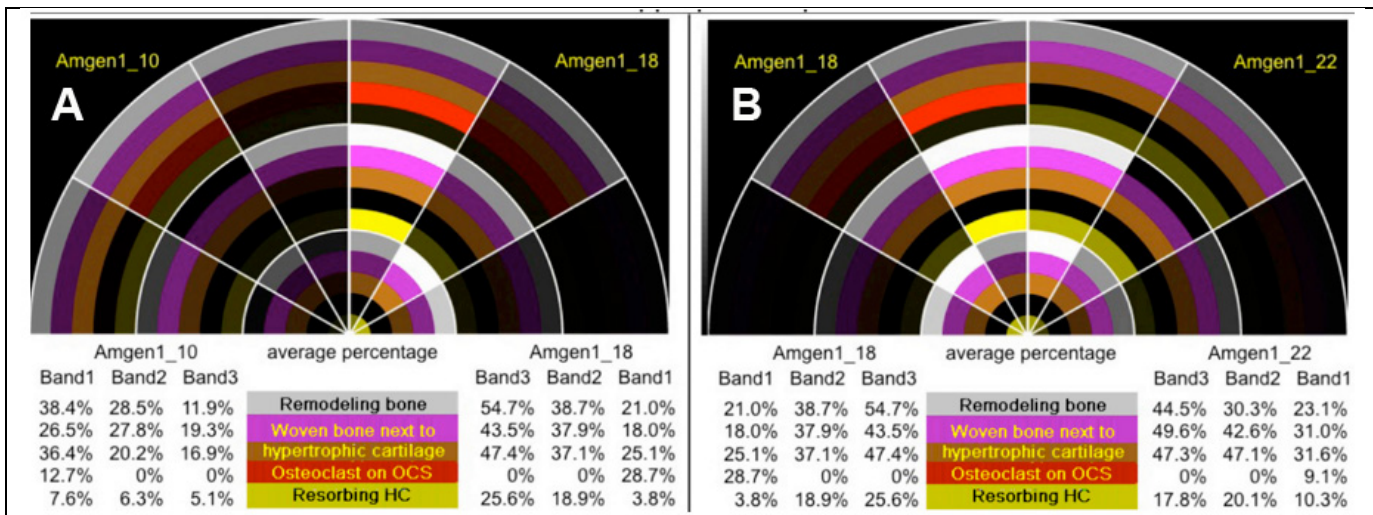 Amgen1_10
Amgen1_18
A
Amgen1_10 average percentage Amgen1_18
Band1 Band2 Band3 Band3 Band2 Band1
38.4% 28.5% 11.9% Remodeling bone 54.7% 38.7% 21.0%
26.5% 27.8% 19.3% Woven bone next to 43.5% 37.9% 18.0%
36.4% 20.2% 16.9% hypertrophic cartilage 47.4% 37.1% 25.1%
12.7% 0% 0% Osteoclast on OCS 0% 0% 28.7%
7.6% 6.3% 5.1% Resorbing HC 25.6% 18.9% 3.8%
Amgen1_18
Amgen1_22
B
Amgen1_18 average percentage Amgen1_22
Band1 Band2 Band3 Band3 Band2 Band1
21.0% 38.7% 54.7% Remodeling bone 44.5% 30.3% 23.1%
18.0% 37.9% 43.5% Woven bone next to 49.6% 42.6% 31.0%
25.1% 37.1% 47.4% hypertrophic cartilage 47.3% 47.1% 31.6%
28.7% 0% 0% Osteoclast on OCS 0% 0% 9.1%
3.8% 18.9% 25.6% Resorbing HC 17.8% 20.1% 10.3%